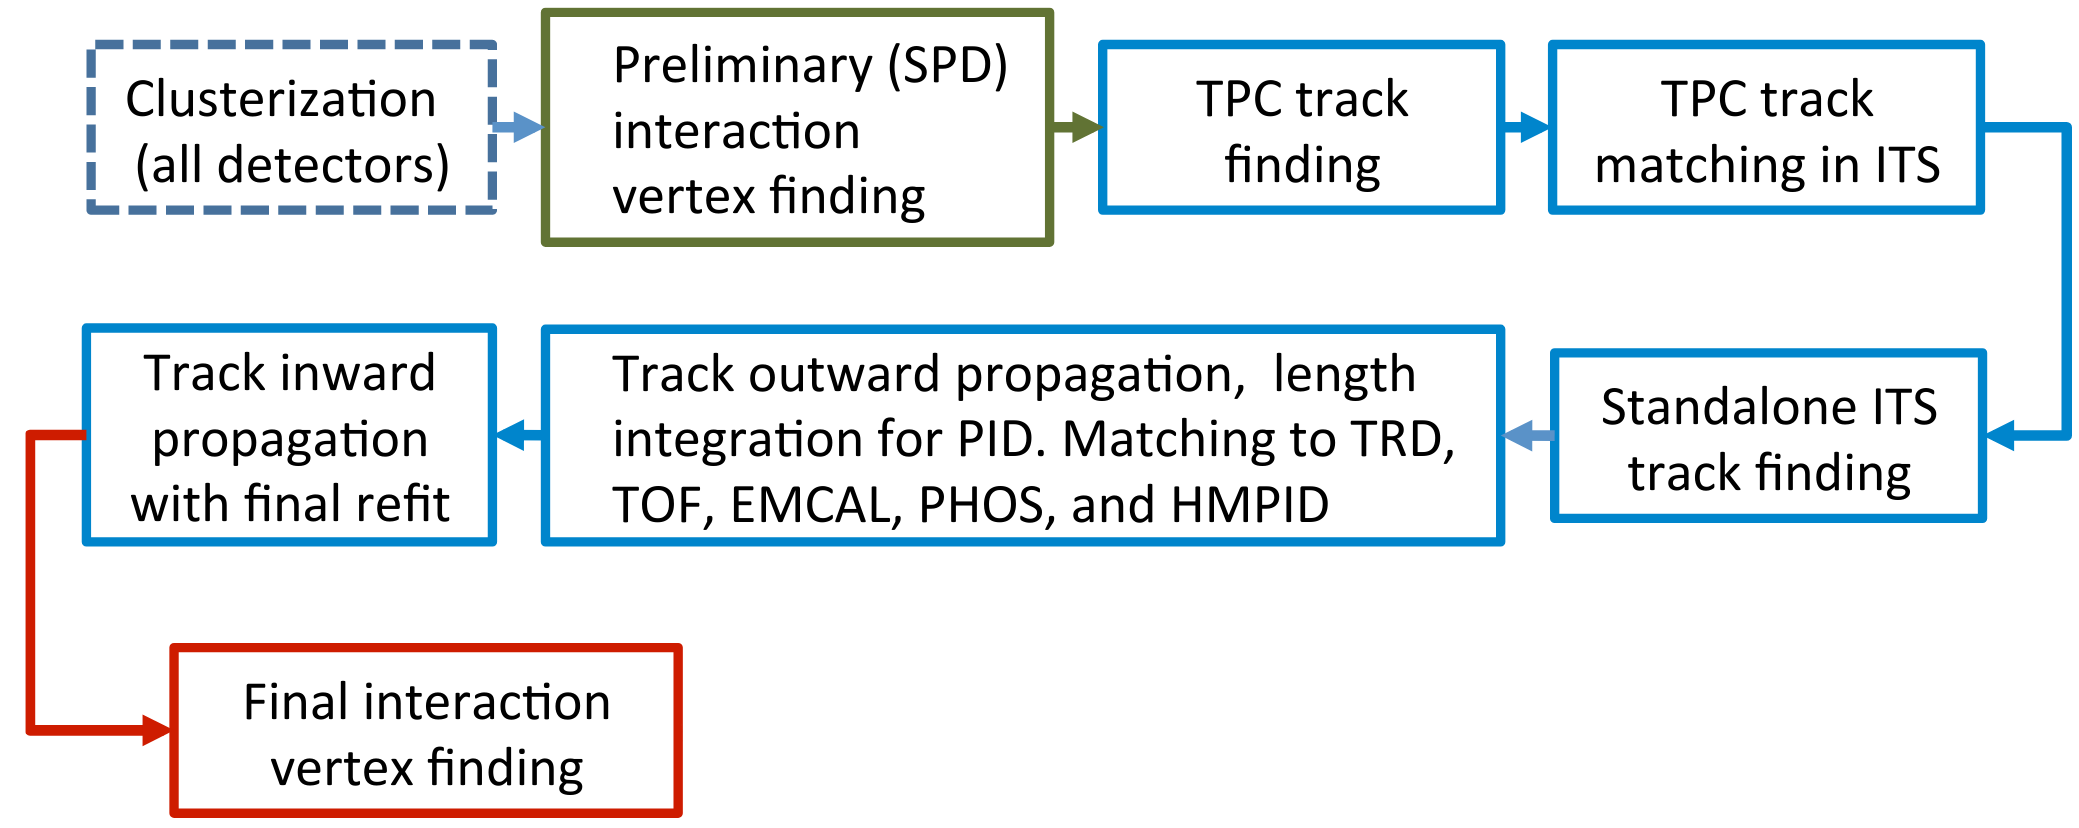 Clusterization
(all detectors)
Preliminary (SPD)
interaction
vertex finding
TPC track
finding
TPC track
matching in ITS
Standalone ITS
track finding
Track outward propagation,  length
integration for PID. Matching to TRD,
TOF, EMCAL, PHOS, and HMPID
Track inward
propagation
with final refit
Final interaction
vertex finding